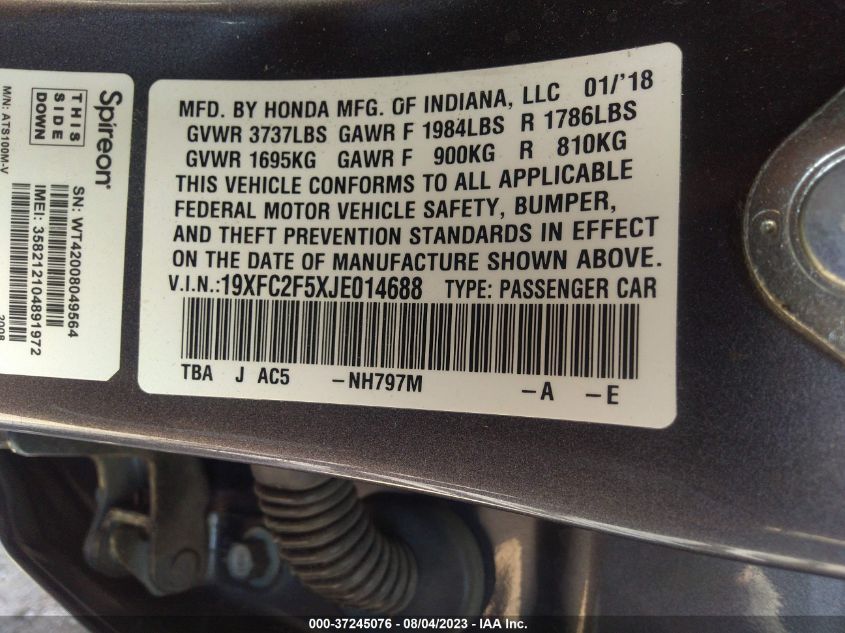 MFD. BY HONDA MFG. OF INDIANA, LLC 01/'18
GVWR 3737LBS GAWR F 1984LBS R 1786LBS
GVWR 1695KG GAWR F 900KG R 810KG
THIS VEHICLE CONFORMS TO ALL APPLICABLE
FEDERAL MOTOR VEHICLE SAFETY, BUMPER,
AND THEFT PREVENTION STANDARDS IN EFFECT
ON THE DATE OF MANUFACTURE SHOWN ABOVE.
V.I.N.:19XFC2F5XJE014688 TYPE: PASSENGER CAR
TBA J AC5 -NH797M -A -E
Spireon
THIS
SIDE
DOWN
M/N: ATS100M-V
SN: WT42008049564
IMEI: 358212104891972
2008
000-37245076 - 08/04/2023 - IAA Inc.